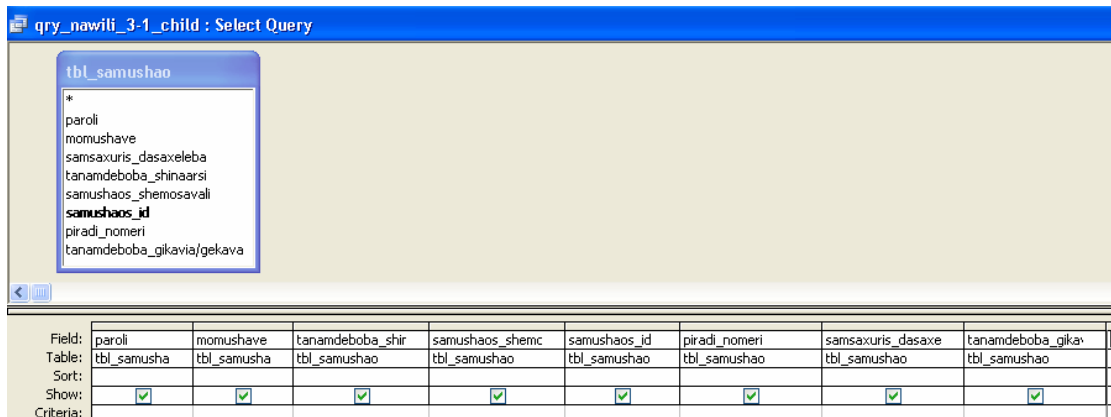 qry_nawili_3-1_child : Select Query
tbl_samushao
*
paroli
momushave
samsaxuris_dasaxeleba
tanamdeboba_shinaarsi
samushaos_shemosavali
samushaos_id
piradi_nomeri
tanamdeboba_gikavia/gekava
Field: paroli momushave tanamdeboba_shir samushaos_shemc samushaos_id piradi_nomeri samsaxuris_dasaxe tanamdeboba_gikav
Table: tbl_samusha tbl_samusha tbl_samushao tbl_samushao tbl_samushao tbl_samushao tbl_samushao tbl_samushao
Sort:
Show:
Criteria: